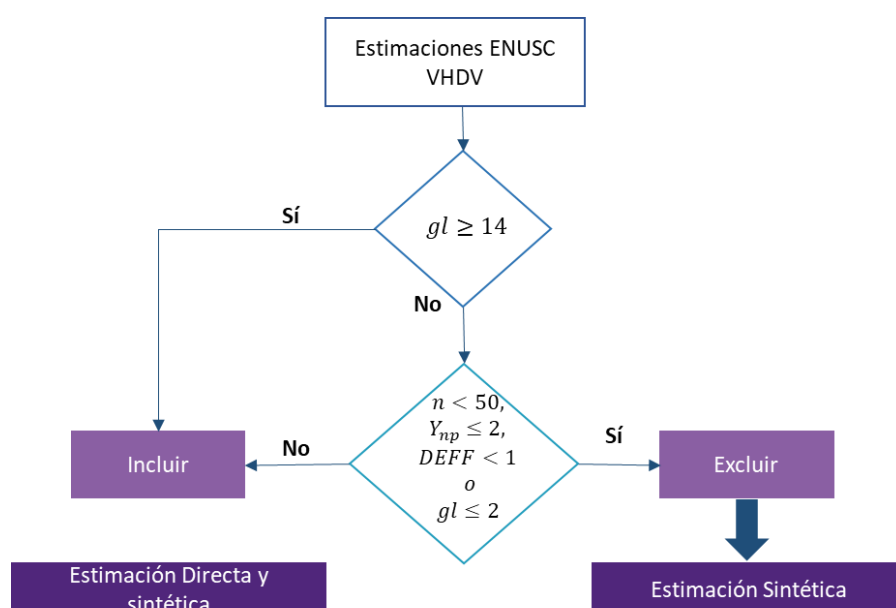 Estimaciones ENUSC
VHDV
Sí
gl ≥ 14
No
n < 50,
Y_np ≤ 2,
DEFF < 1
o
gl ≤ 2
No
Sí
Incluir
Excluir
Estimación Directa y
sintética
Estimación Sintética